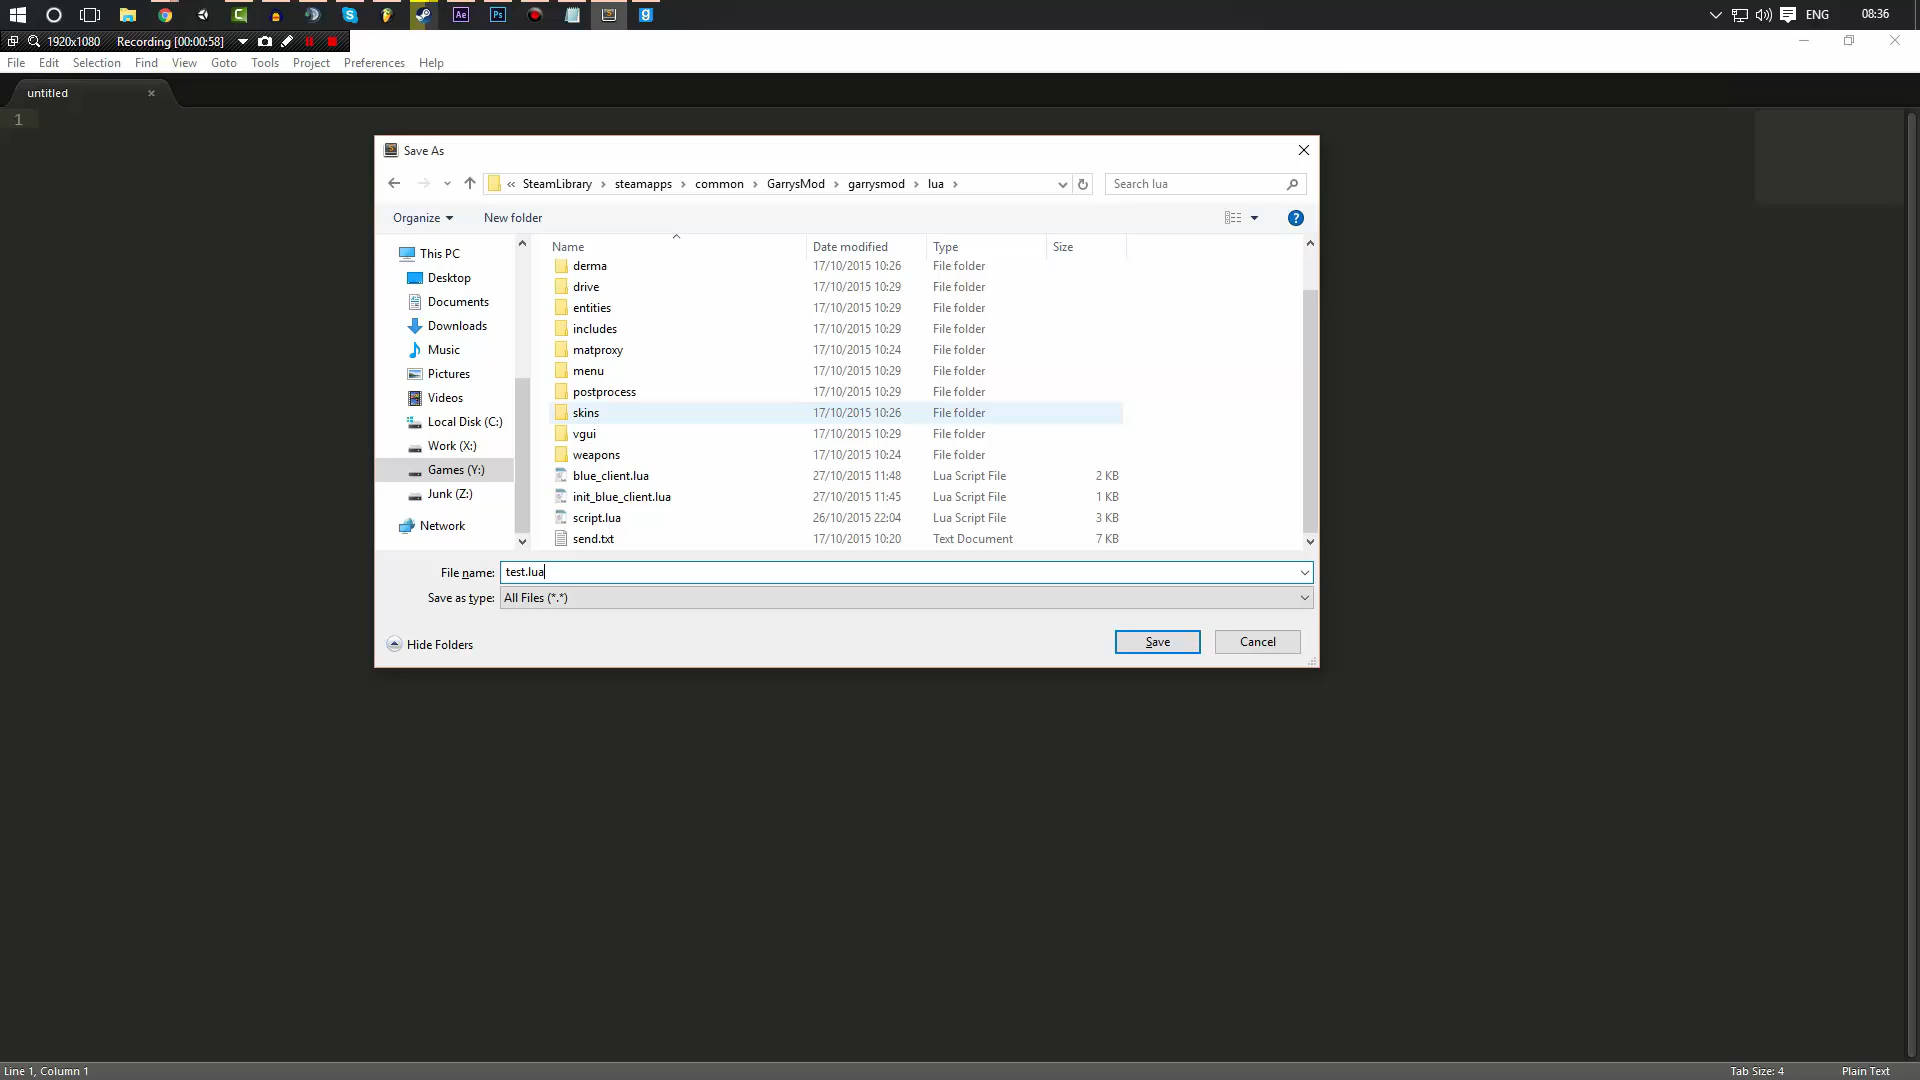 Ae Ps ENG 08:36
1920x1080 Recording [00:00:58]
File Edit Selection Find View Goto Tools Project Preferences Help
untitled
1
Save As
« SteamLibrary › steamapps › common › GarrysMod › garrysmod › lua › Search lua
Organize New folder ?
Name Date modified Type Size
This PC
Desktop
Documents
Downloads
Music
Pictures
Videos
Local Disk (C:)
Work (X:)
Games (Y:)
Junk (Z:)
Network
derma 17/10/2015 10:26 File folder
drive 17/10/2015 10:29 File folder
entities 17/10/2015 10:29 File folder
includes 17/10/2015 10:29 File folder
matproxy 17/10/2015 10:24 File folder
menu 17/10/2015 10:29 File folder
postprocess 17/10/2015 10:29 File folder
skins 17/10/2015 10:26 File folder
vgui 17/10/2015 10:29 File folder
weapons 17/10/2015 10:24 File folder
blue_client.lua 27/10/2015 11:48 Lua Script File 2 KB
init_blue_client.lua 27/10/2015 11:45 Lua Script File 1 KB
script.lua 26/10/2015 22:04 Lua Script File 3 KB
send.txt 17/10/2015 10:20 Text Document 7 KB
File name: test.lua
Save as type: All Files (*.*)
Hide Folders Save Cancel
Line 1, Column 1 Tab Size: 4 Plain Text